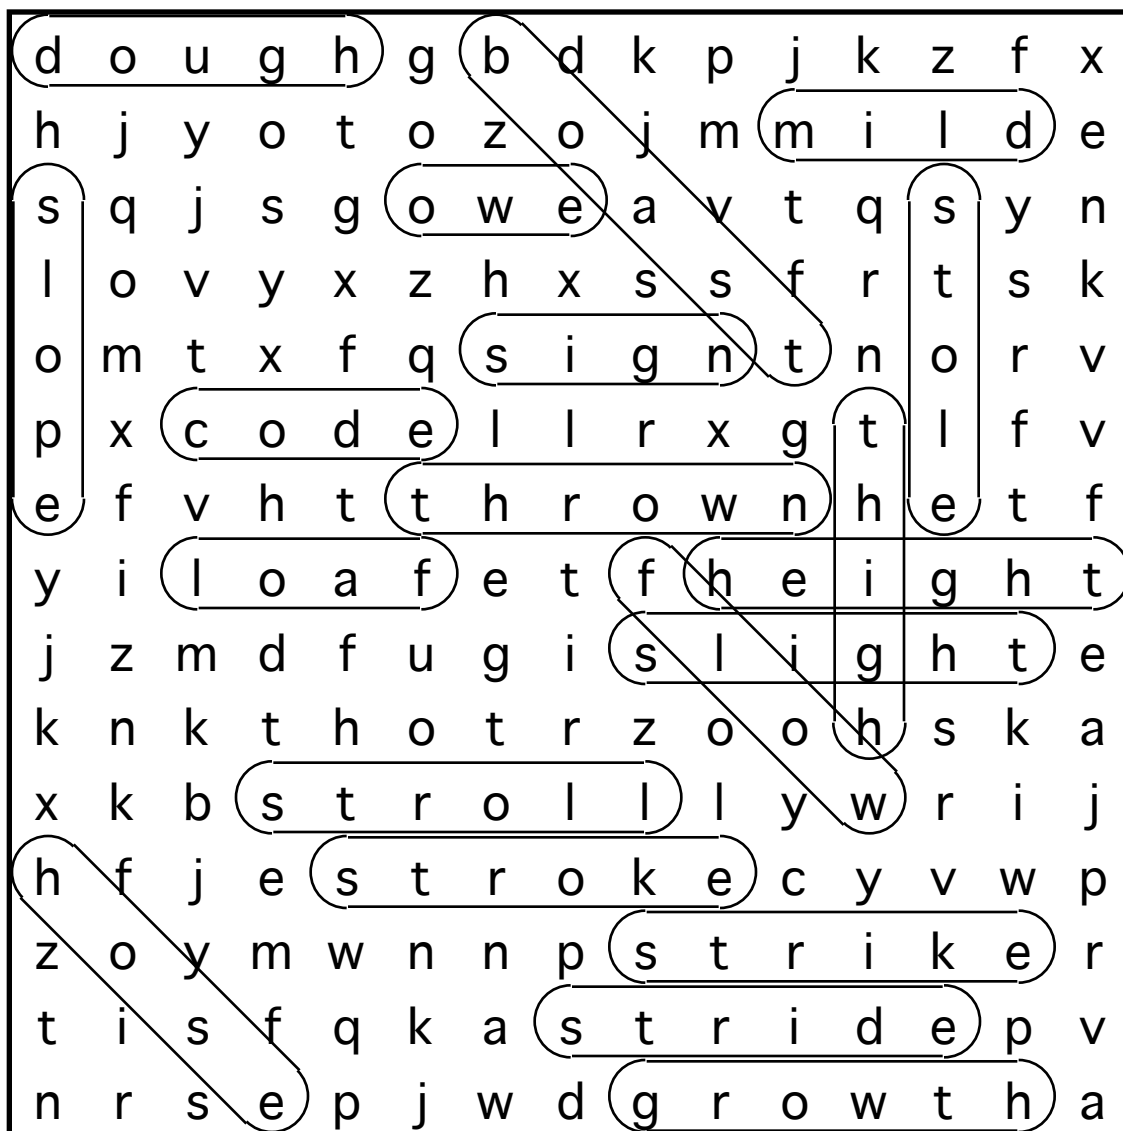 d o u g h g b d k p j k z f x
h j y o t o z o j m m i l d e
s q j s g o w e a v t q s y n
l o v y x z h x s s f r t s k
o m t x f q s i g n t n o r v
p x c o d e l l r x g t l f v
e f v h t t h r o w n h e t f
y i l o a f e t f h e i g h t
j z m d f u g i s l i g h t e
k n k t h o t r z o o h s k a
x k b s t r o l l l y w r i j
h f j e s t r o k e c y v w p
z o y m w n n p s t r i k e r
t i s f q k a s t r i d e p v
n r s e p j w d g r o w t h a